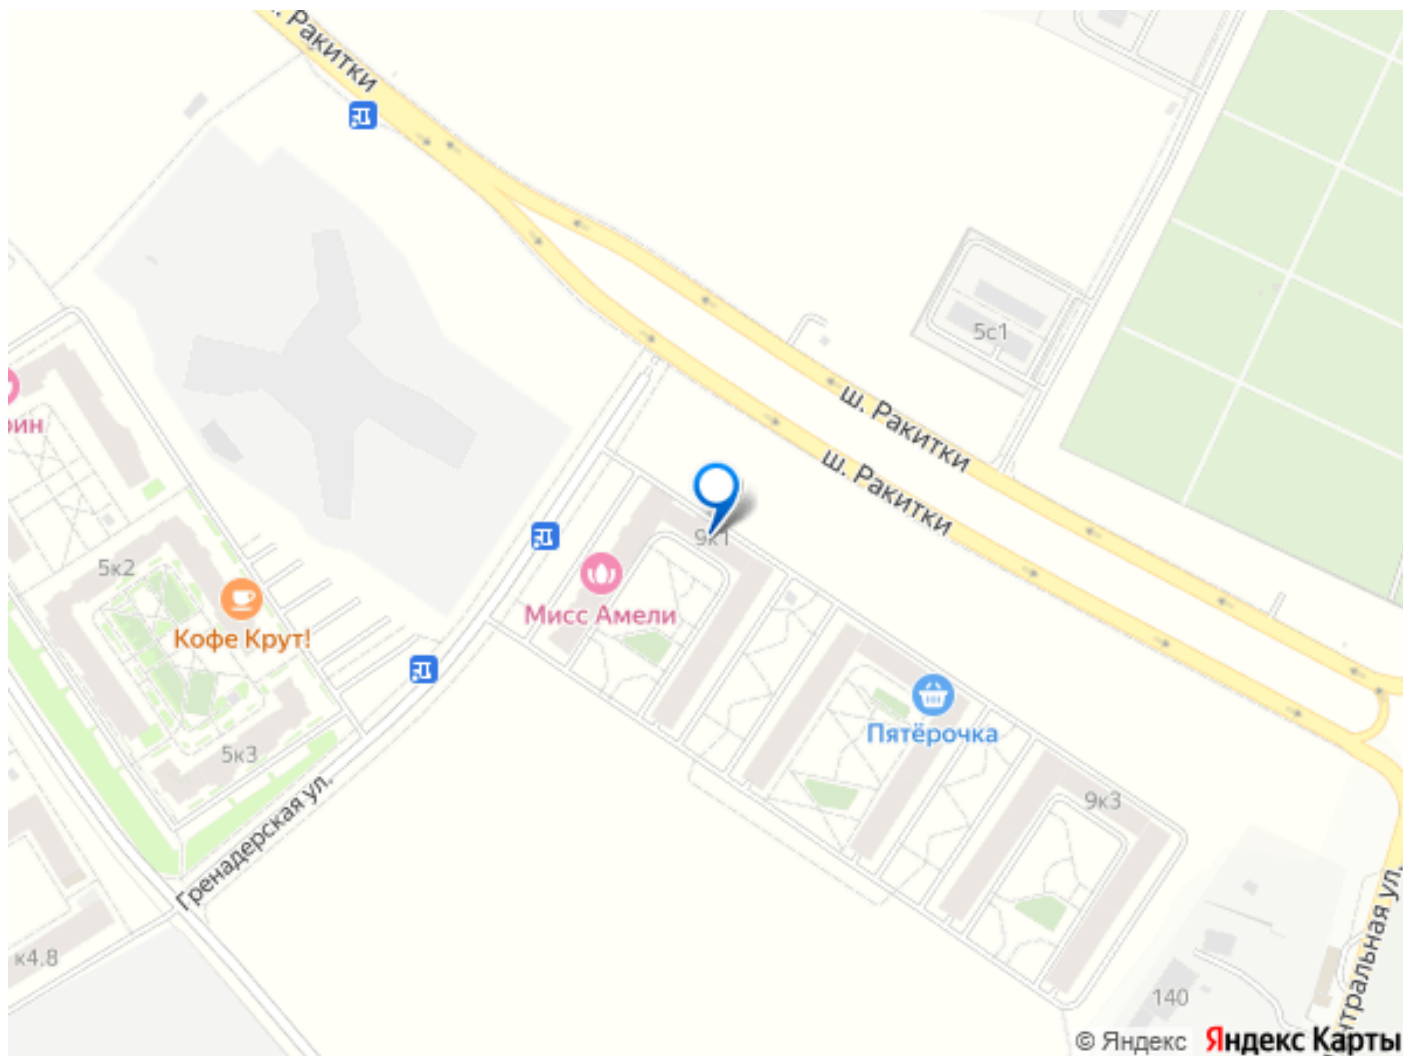 ш. Ракитки
5с1
ш. Ракитки
ш. Ракитки
рин
9к1
5к2
Мисс Амели
Кофе Крут!
Пятёрочка
5к3
9к3
Гренадерская ул.
к4.8
140
нтральная ул.
© Яндекс Яндекс Карты